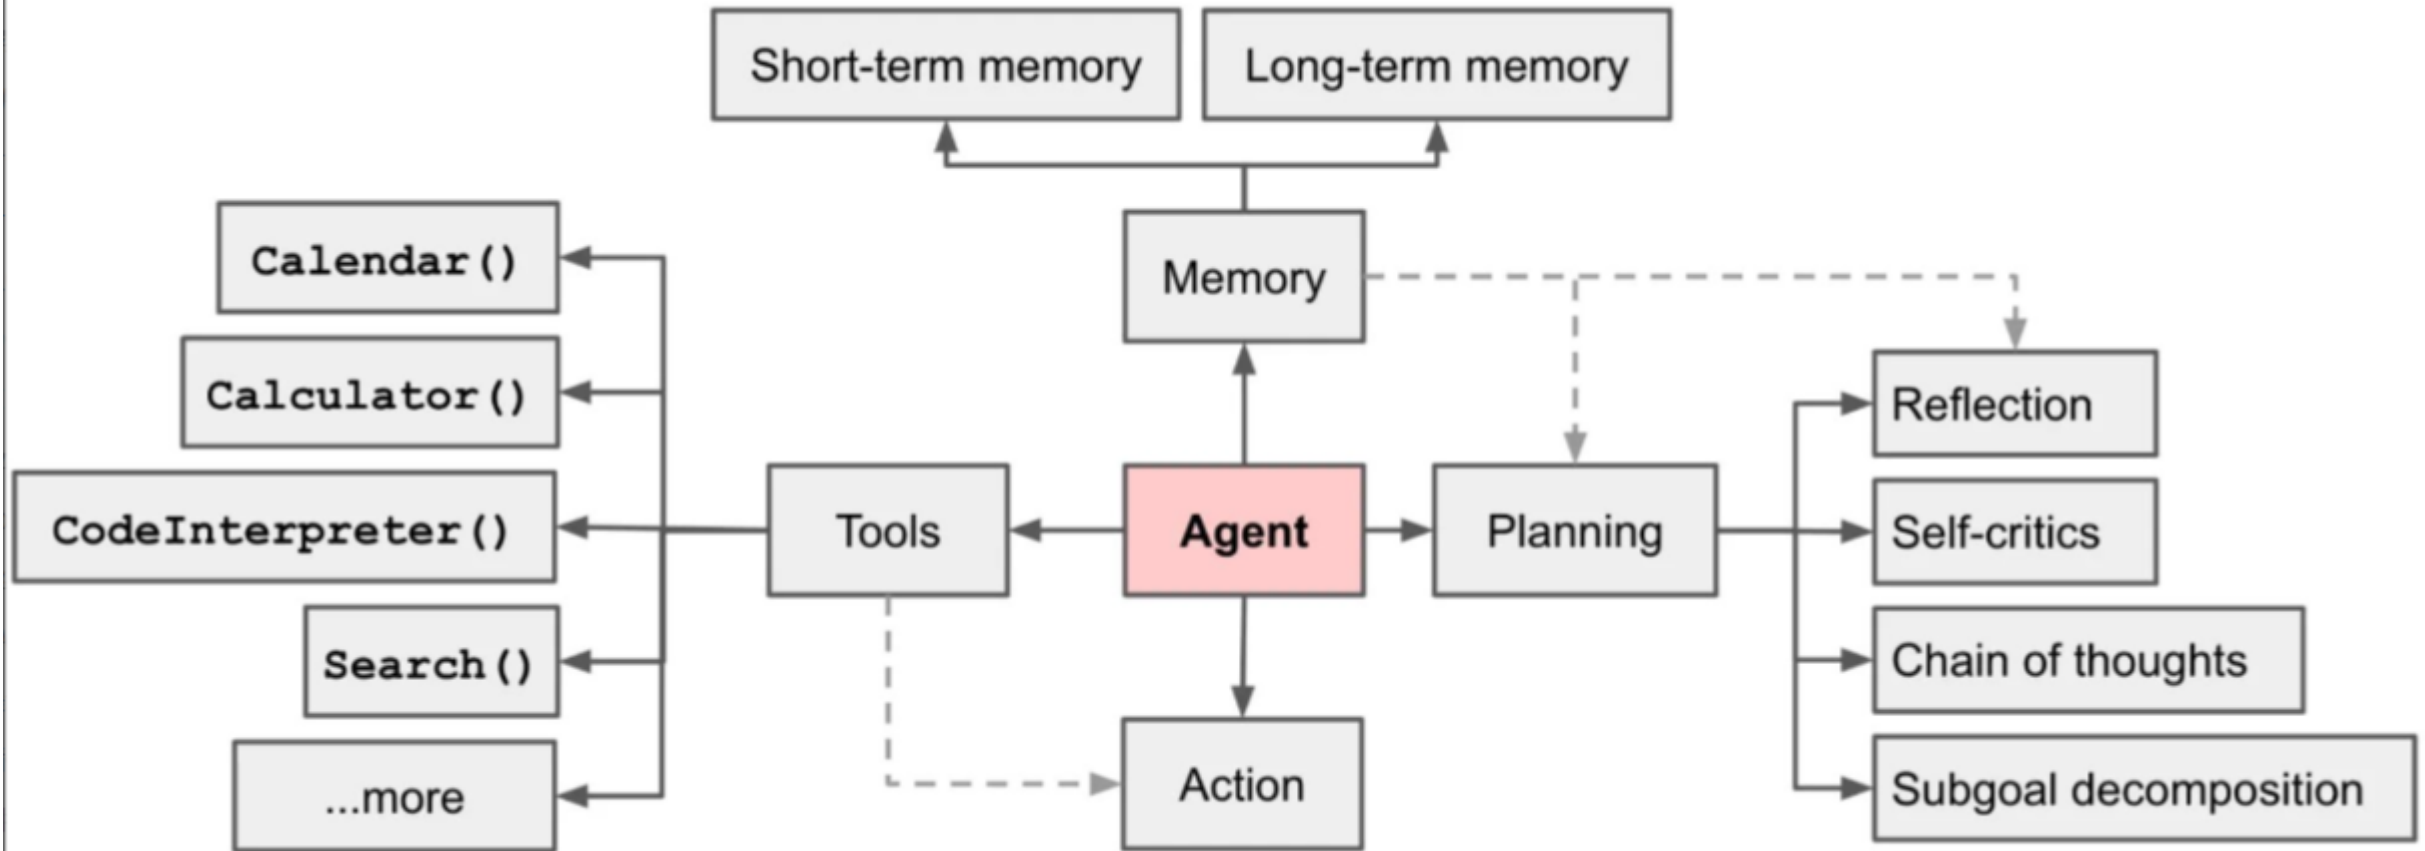 Short-term memory
Long-term memory
Calendar()
Memory
Calculator()
Reflection
CodeInterpreter()
Tools
Agent
Planning
Self-critics
Search()
Chain of thoughts
...more
Action
Subgoal decomposition